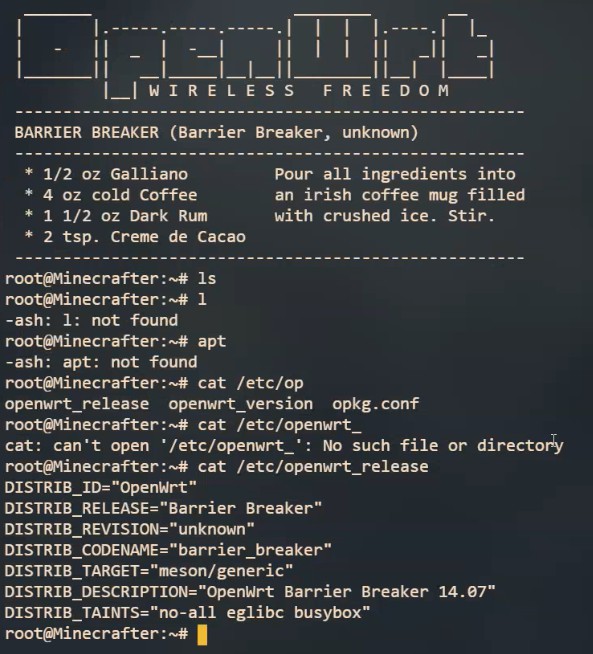 OpenWrt
W I R E L E S S   F R E E D O M
-----------------------------------------------------
BARRIER BREAKER (Barrier Breaker, unknown)
-----------------------------------------------------
* 1/2 oz Galliano         Pour all ingredients into
* 4 oz cold Coffee        an irish coffee mug filled
* 1 1/2 oz Dark Rum       with crushed ice. Stir.
* 2 tsp. Creme de Cacao
-----------------------------------------------------
root@Minecrafter:~# ls
root@Minecrafter:~# l
-ash: l: not found
root@Minecrafter:~# apt
-ash: apt: not found
root@Minecrafter:~# cat /etc/op
openwrt_release  openwrt_version  opkg.conf
root@Minecrafter:~# cat /etc/openwrt_
cat: can't open '/etc/openwrt_': No such file or directory
root@Minecrafter:~# cat /etc/openwrt_release
DISTRIB_ID="OpenWrt"
DISTRIB_RELEASE="Barrier Breaker"
DISTRIB_REVISION="unknown"
DISTRIB_CODENAME="barrier_breaker"
DISTRIB_TARGET="meson/generic"
DISTRIB_DESCRIPTION="OpenWrt Barrier Breaker 14.07"
DISTRIB_TAINTS="no-all eglibc busybox"
root@Minecrafter:~#